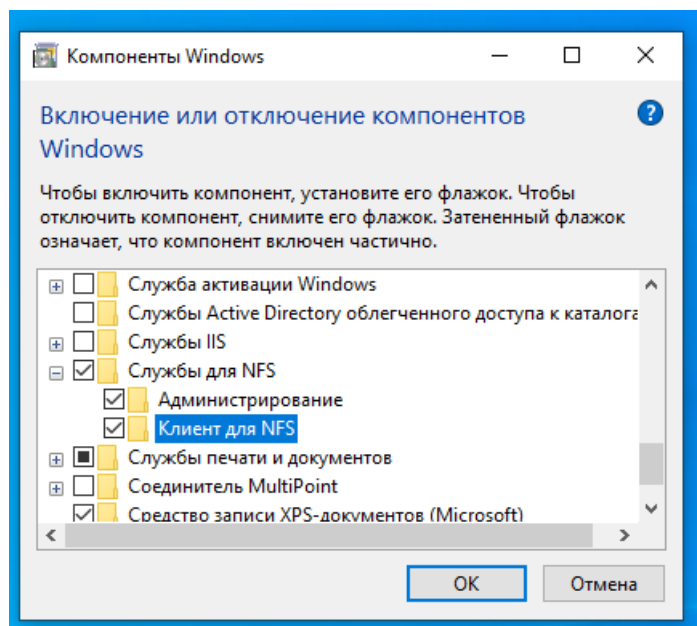 Компоненты Windows
Включение или отключение компонентов
Windows
Чтобы включить компонент, установите его флажок. Чтобы
отключить компонент, снимите его флажок. Затененный флажок
означает, что компонент включен частично.
Служба активации Windows
Службы Active Directory облегченного доступа к каталога
Службы IIS
Службы для NFS
Администрирование
Клиент для NFS
Службы печати и документов
Соединитель MultiPoint
Средство записи XPS-документов (Microsoft)
ОК
Отмена